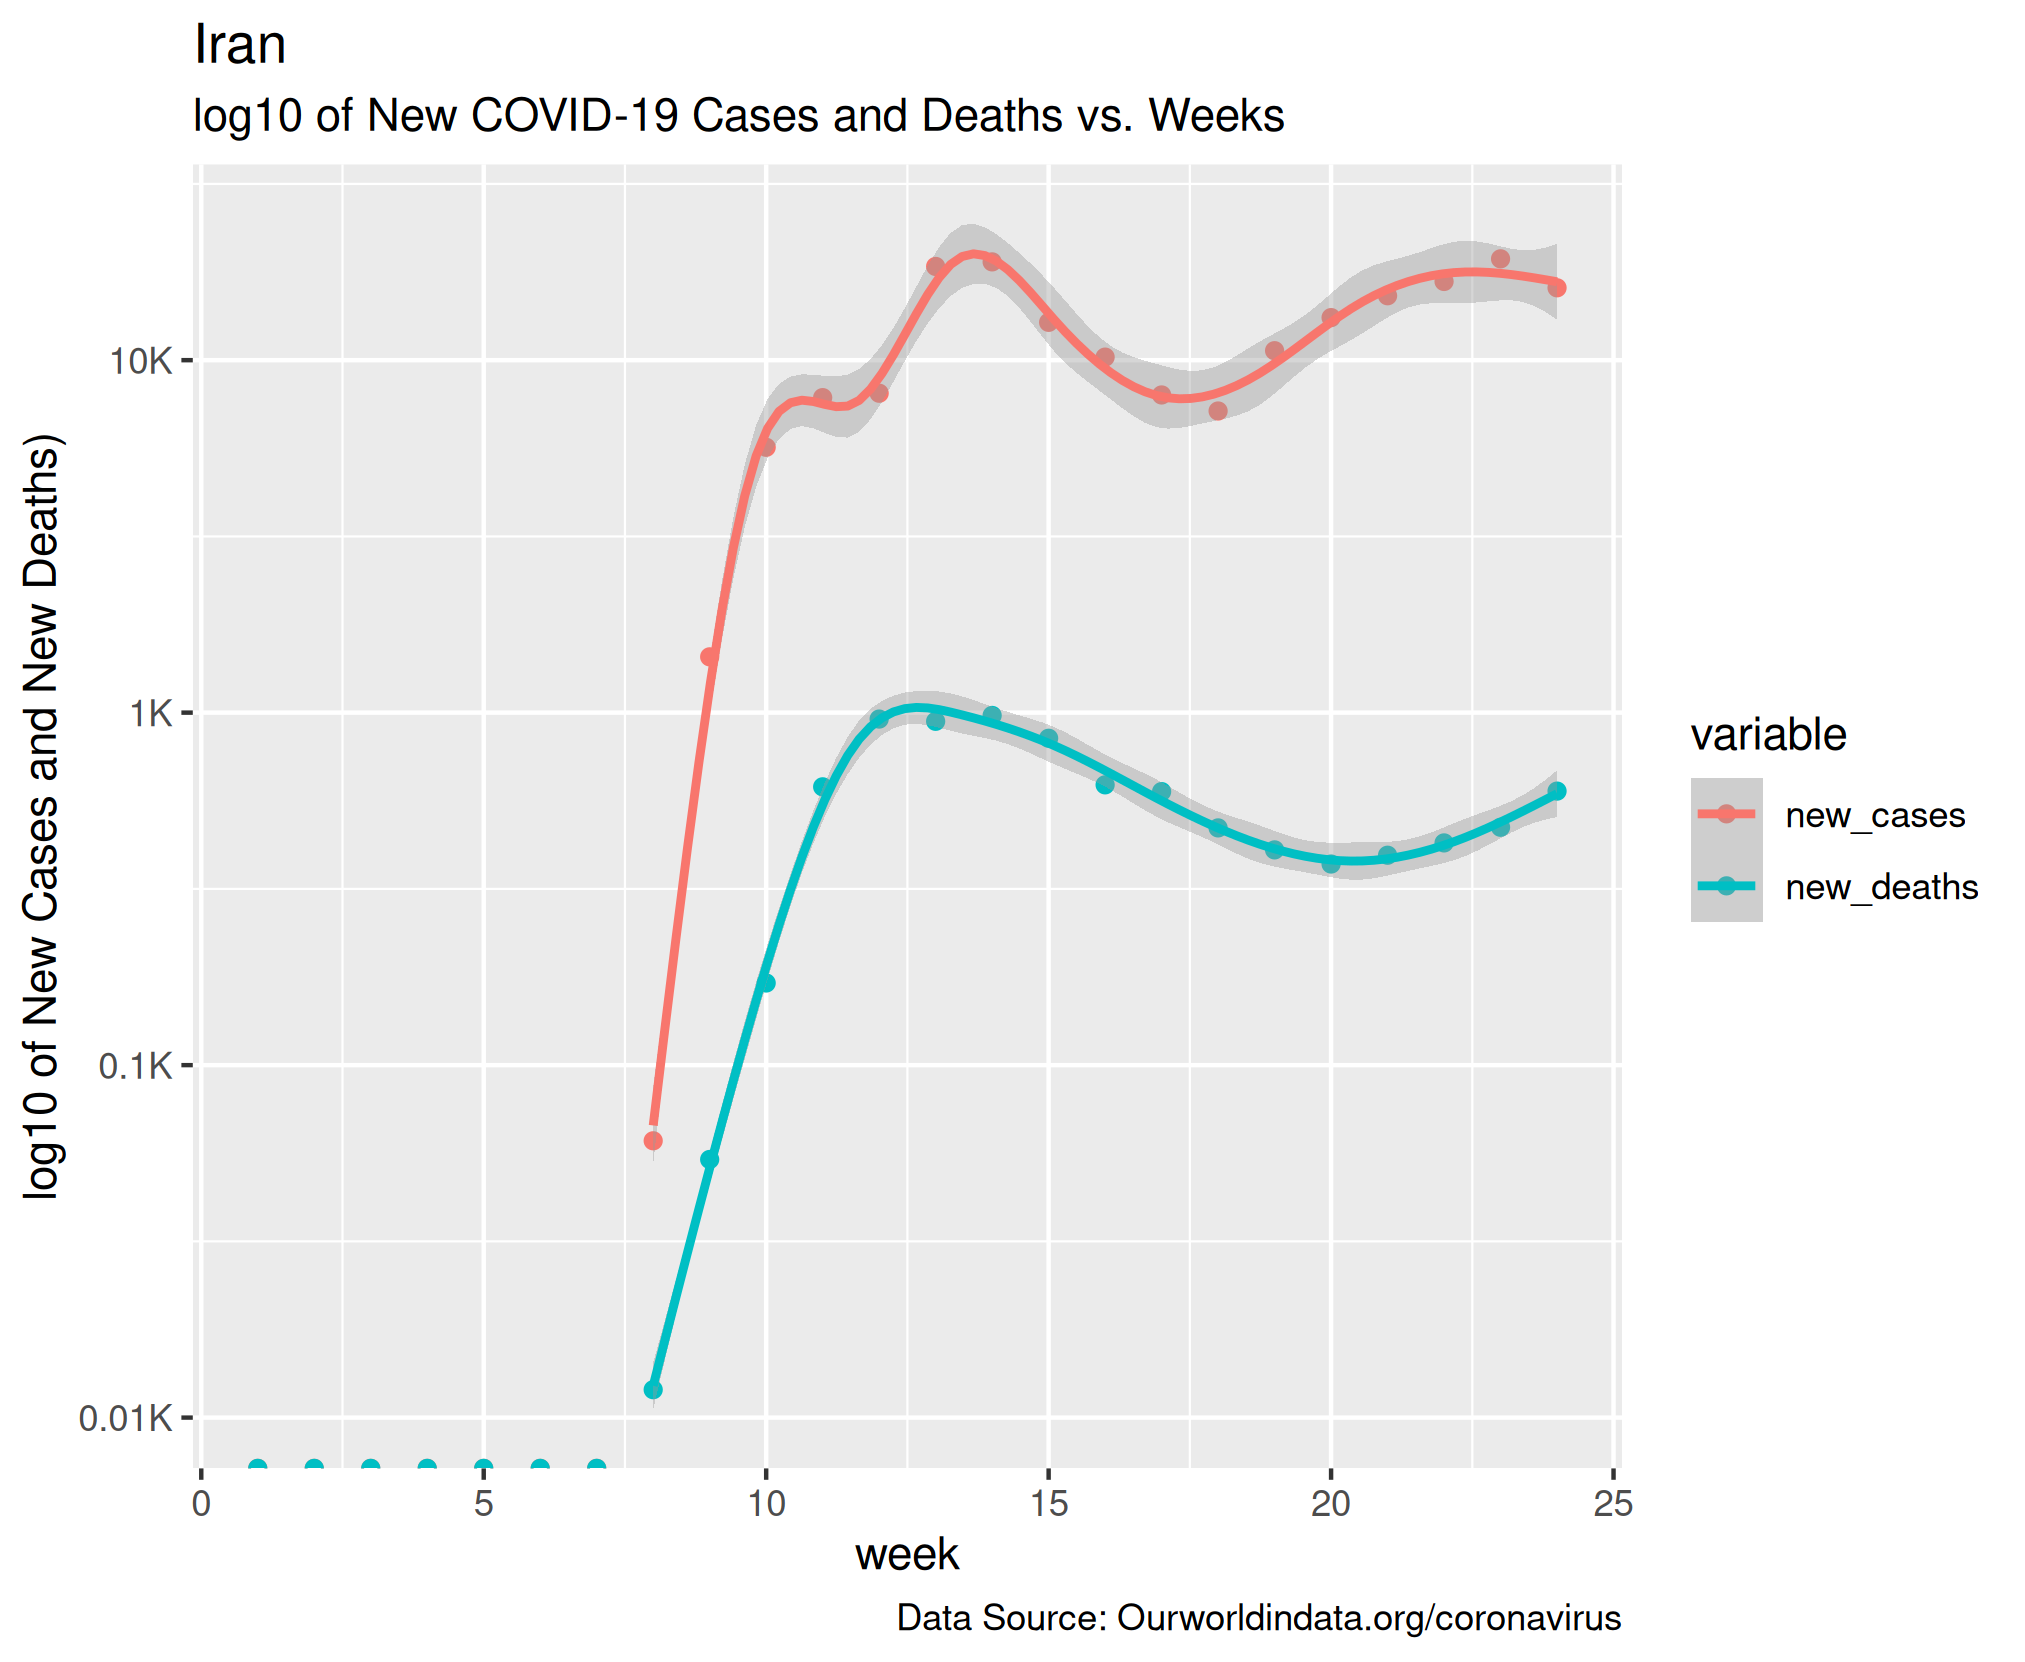 Iran
log10 of New COVID-19 Cases and Deaths vs. Weeks
log10 of New Cases and New Deaths)
10K
1K
0.1K
0.01K
0 5 10 15 20 25
week
variable
new_cases
new_deaths
Data Source: Ourworldindata.org/coronavirus